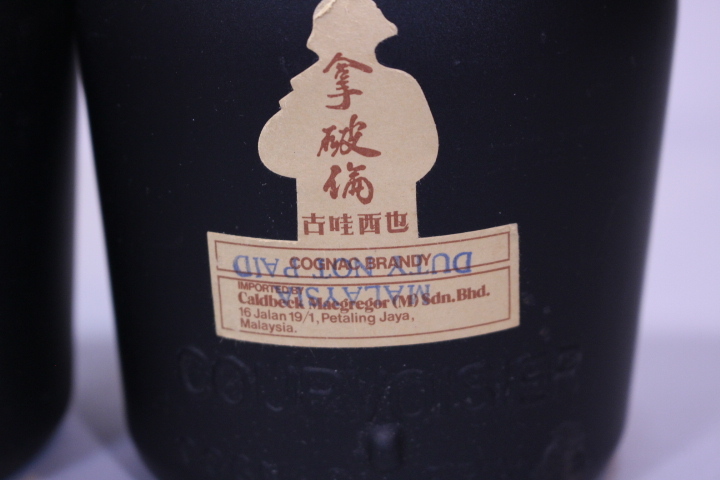 拿破倫
古哇西也
COGNAC BRANDY
DUTY NOT PAID
MALAYSIA
IMPORTED BY
Caldbeck Macgregor (M) Sdn. Bhd.
16 Jalan 19/1, Petaling Jaya,
Malaysia.
COURVOISIER